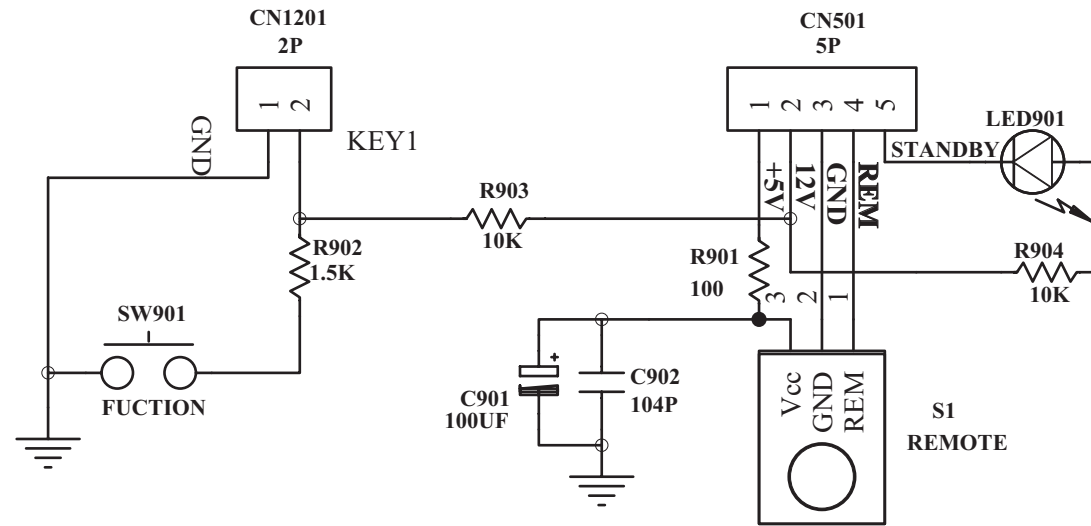 CN1201
2P
1
2
GND
KEY1
CN501
5P
1
2
3
4
5
LED901
STANDBY
+5V
12V
GND
REM
R903
10K
R902
1.5K
R901
100
R904
10K
3
2
1
SW901
FUCTION
+
C901
100UF
C902
104P
Vcc
GND
REM
S1
REMOTE